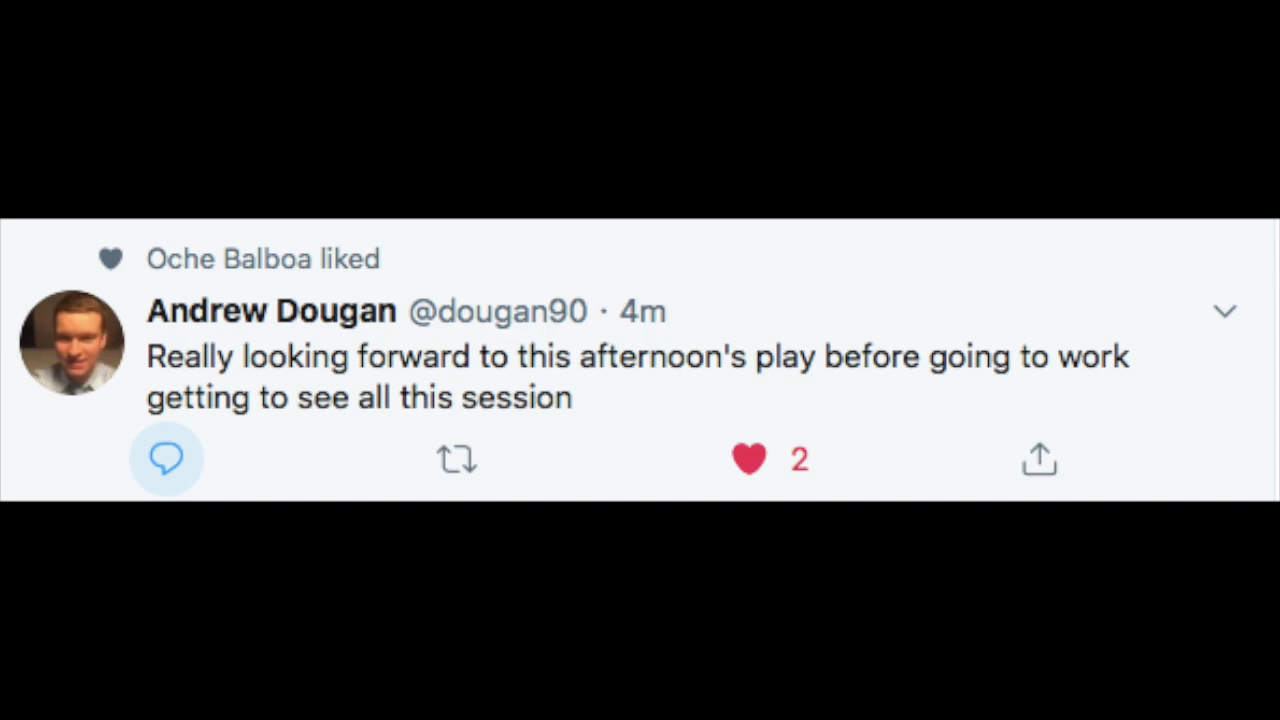 Oche Balboa liked
Andrew Dougan @dougan90 · 4m
Really looking forward to this afternoon's play before going to work
getting to see all this session
2